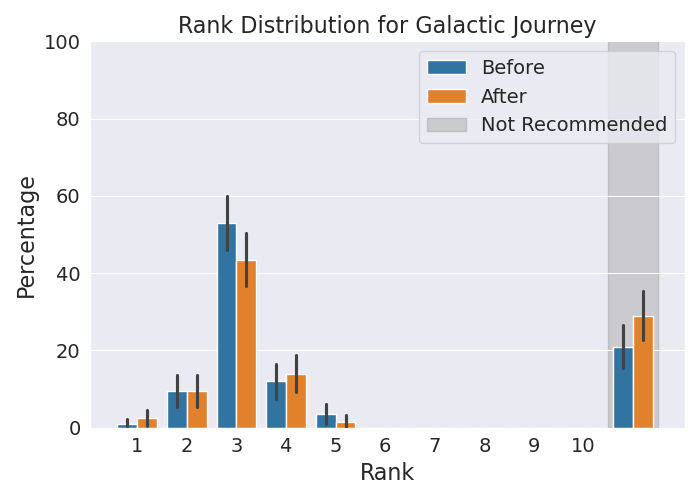 Rank Distribution for Galactic Journey
100
80
60
40
20
0
Percentage
Before
After
Not Recommended
1 2 3 4 5 6 7 8 9 10
Rank